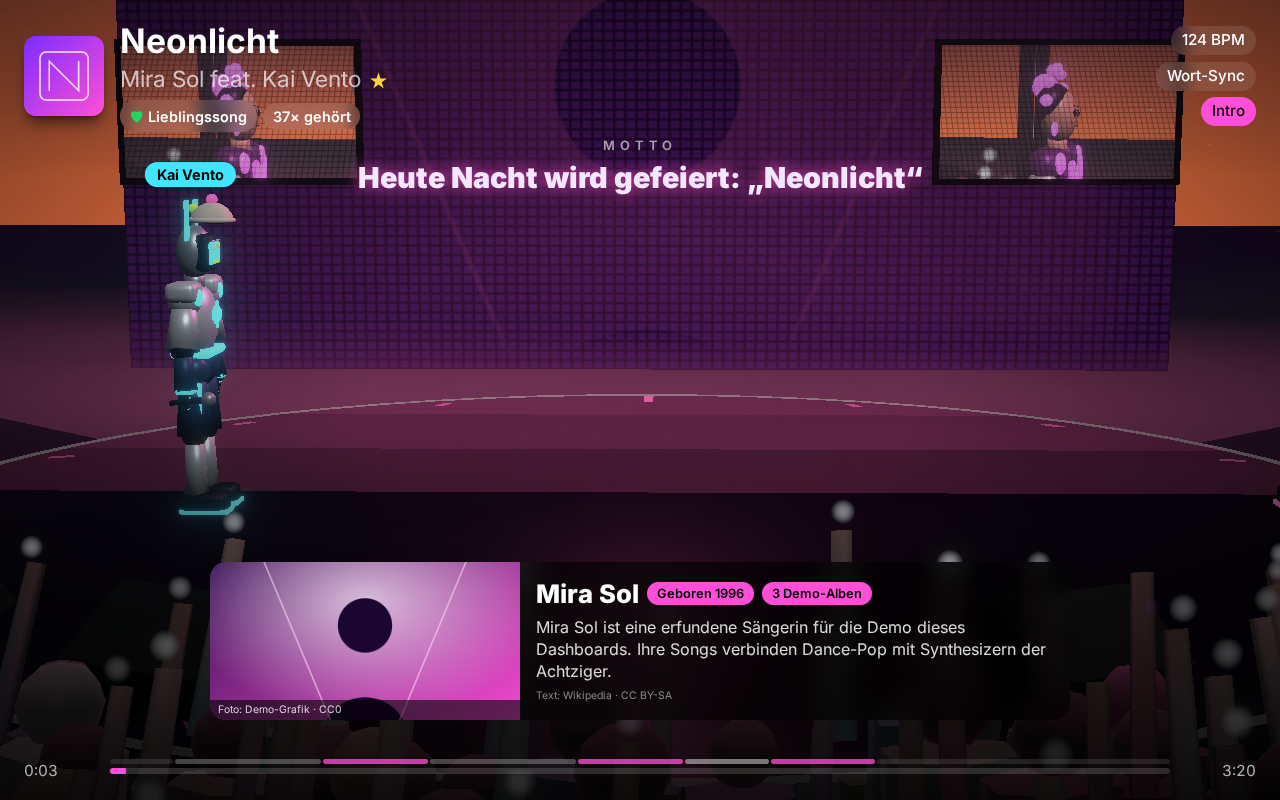 Neonlicht
Mira Sol feat. Kai Vento ★
Lieblingssong
37× gehört
124 BPM
Wort-Sync
Intro
MOTTO
Heute Nacht wird gefeiert: „Neonlicht“
Kai Vento
Mira Sol
Geboren 1996
3 Demo-Alben
Mira Sol ist eine erfundene Sängerin für die Demo dieses
Dashboards. Ihre Songs verbinden Dance-Pop mit Synthesizern der
Achtziger.
Text: Wikipedia · CC BY-SA
Foto: Demo-Grafik · CC0
0:03
3:20